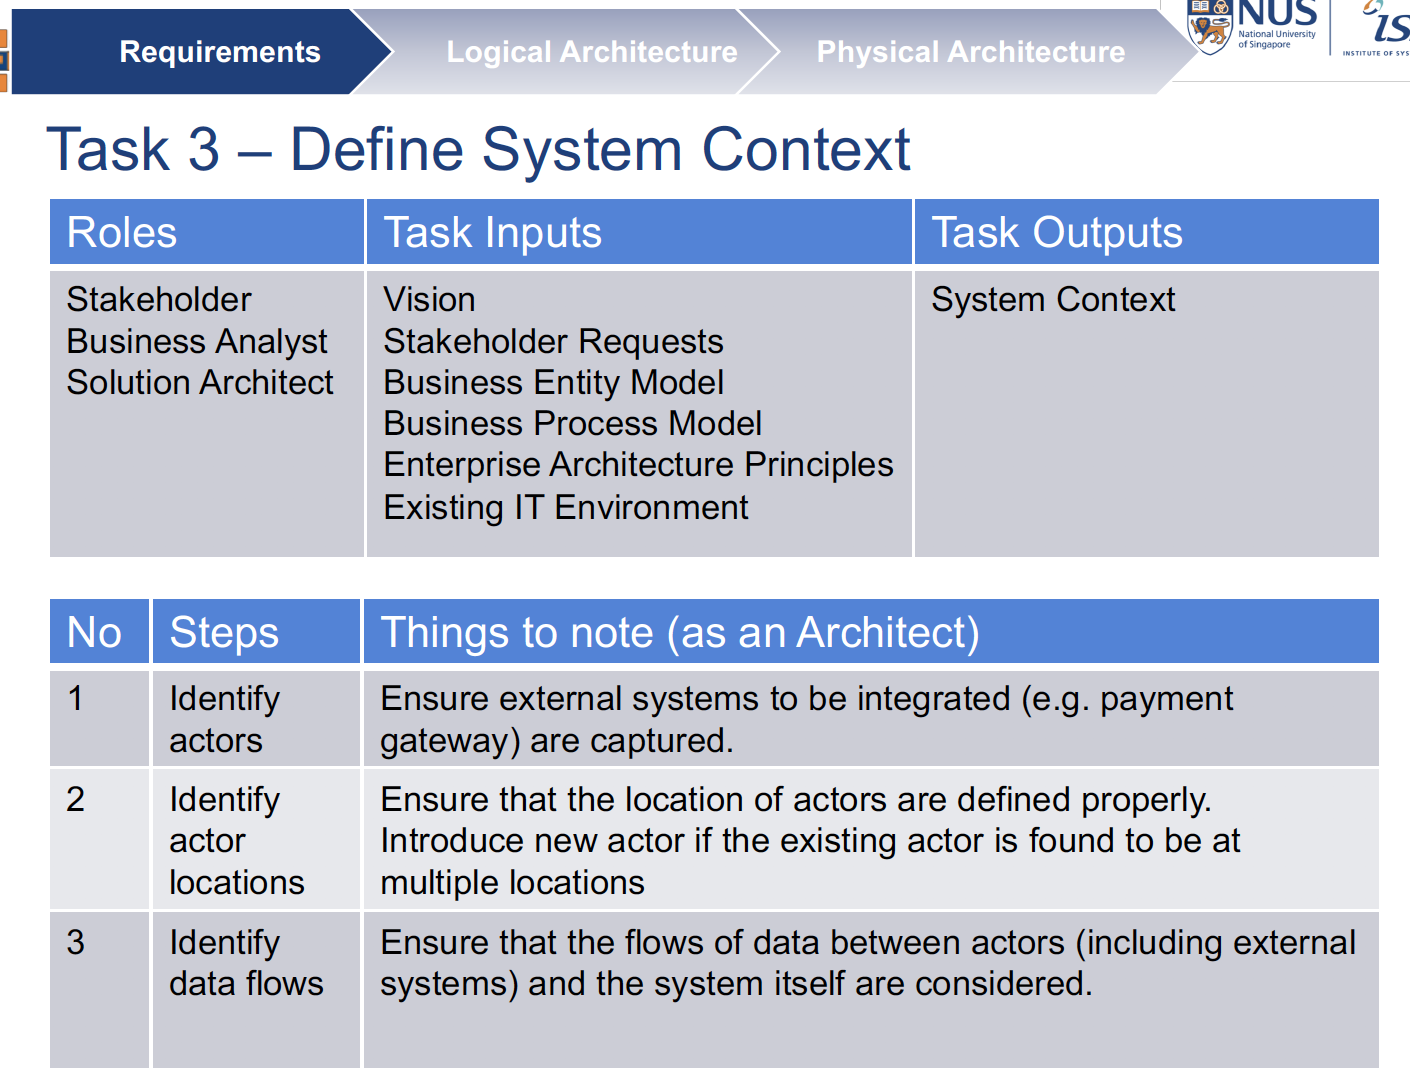 Requirements
Logical Architecture
Physical Architecture
NUS
National University
of Singapore
INSTITUTE OF SYS
Task 3 – Define System Context
Roles
Task Inputs
Task Outputs
Stakeholder
Business Analyst
Solution Architect
Vision
Stakeholder Requests
Business Entity Model
Business Process Model
Enterprise Architecture Principles
Existing IT Environment
System Context
No
Steps
Things to note (as an Architect)
1
Identify
actors
Ensure external systems to be integrated (e.g. payment
gateway) are captured.
2
Identify
actor
locations
Ensure that the location of actors are defined properly.
Introduce new actor if the existing actor is found to be at
multiple locations
3
Identify
data flows
Ensure that the flows of data between actors (including external
systems) and the system itself are considered.